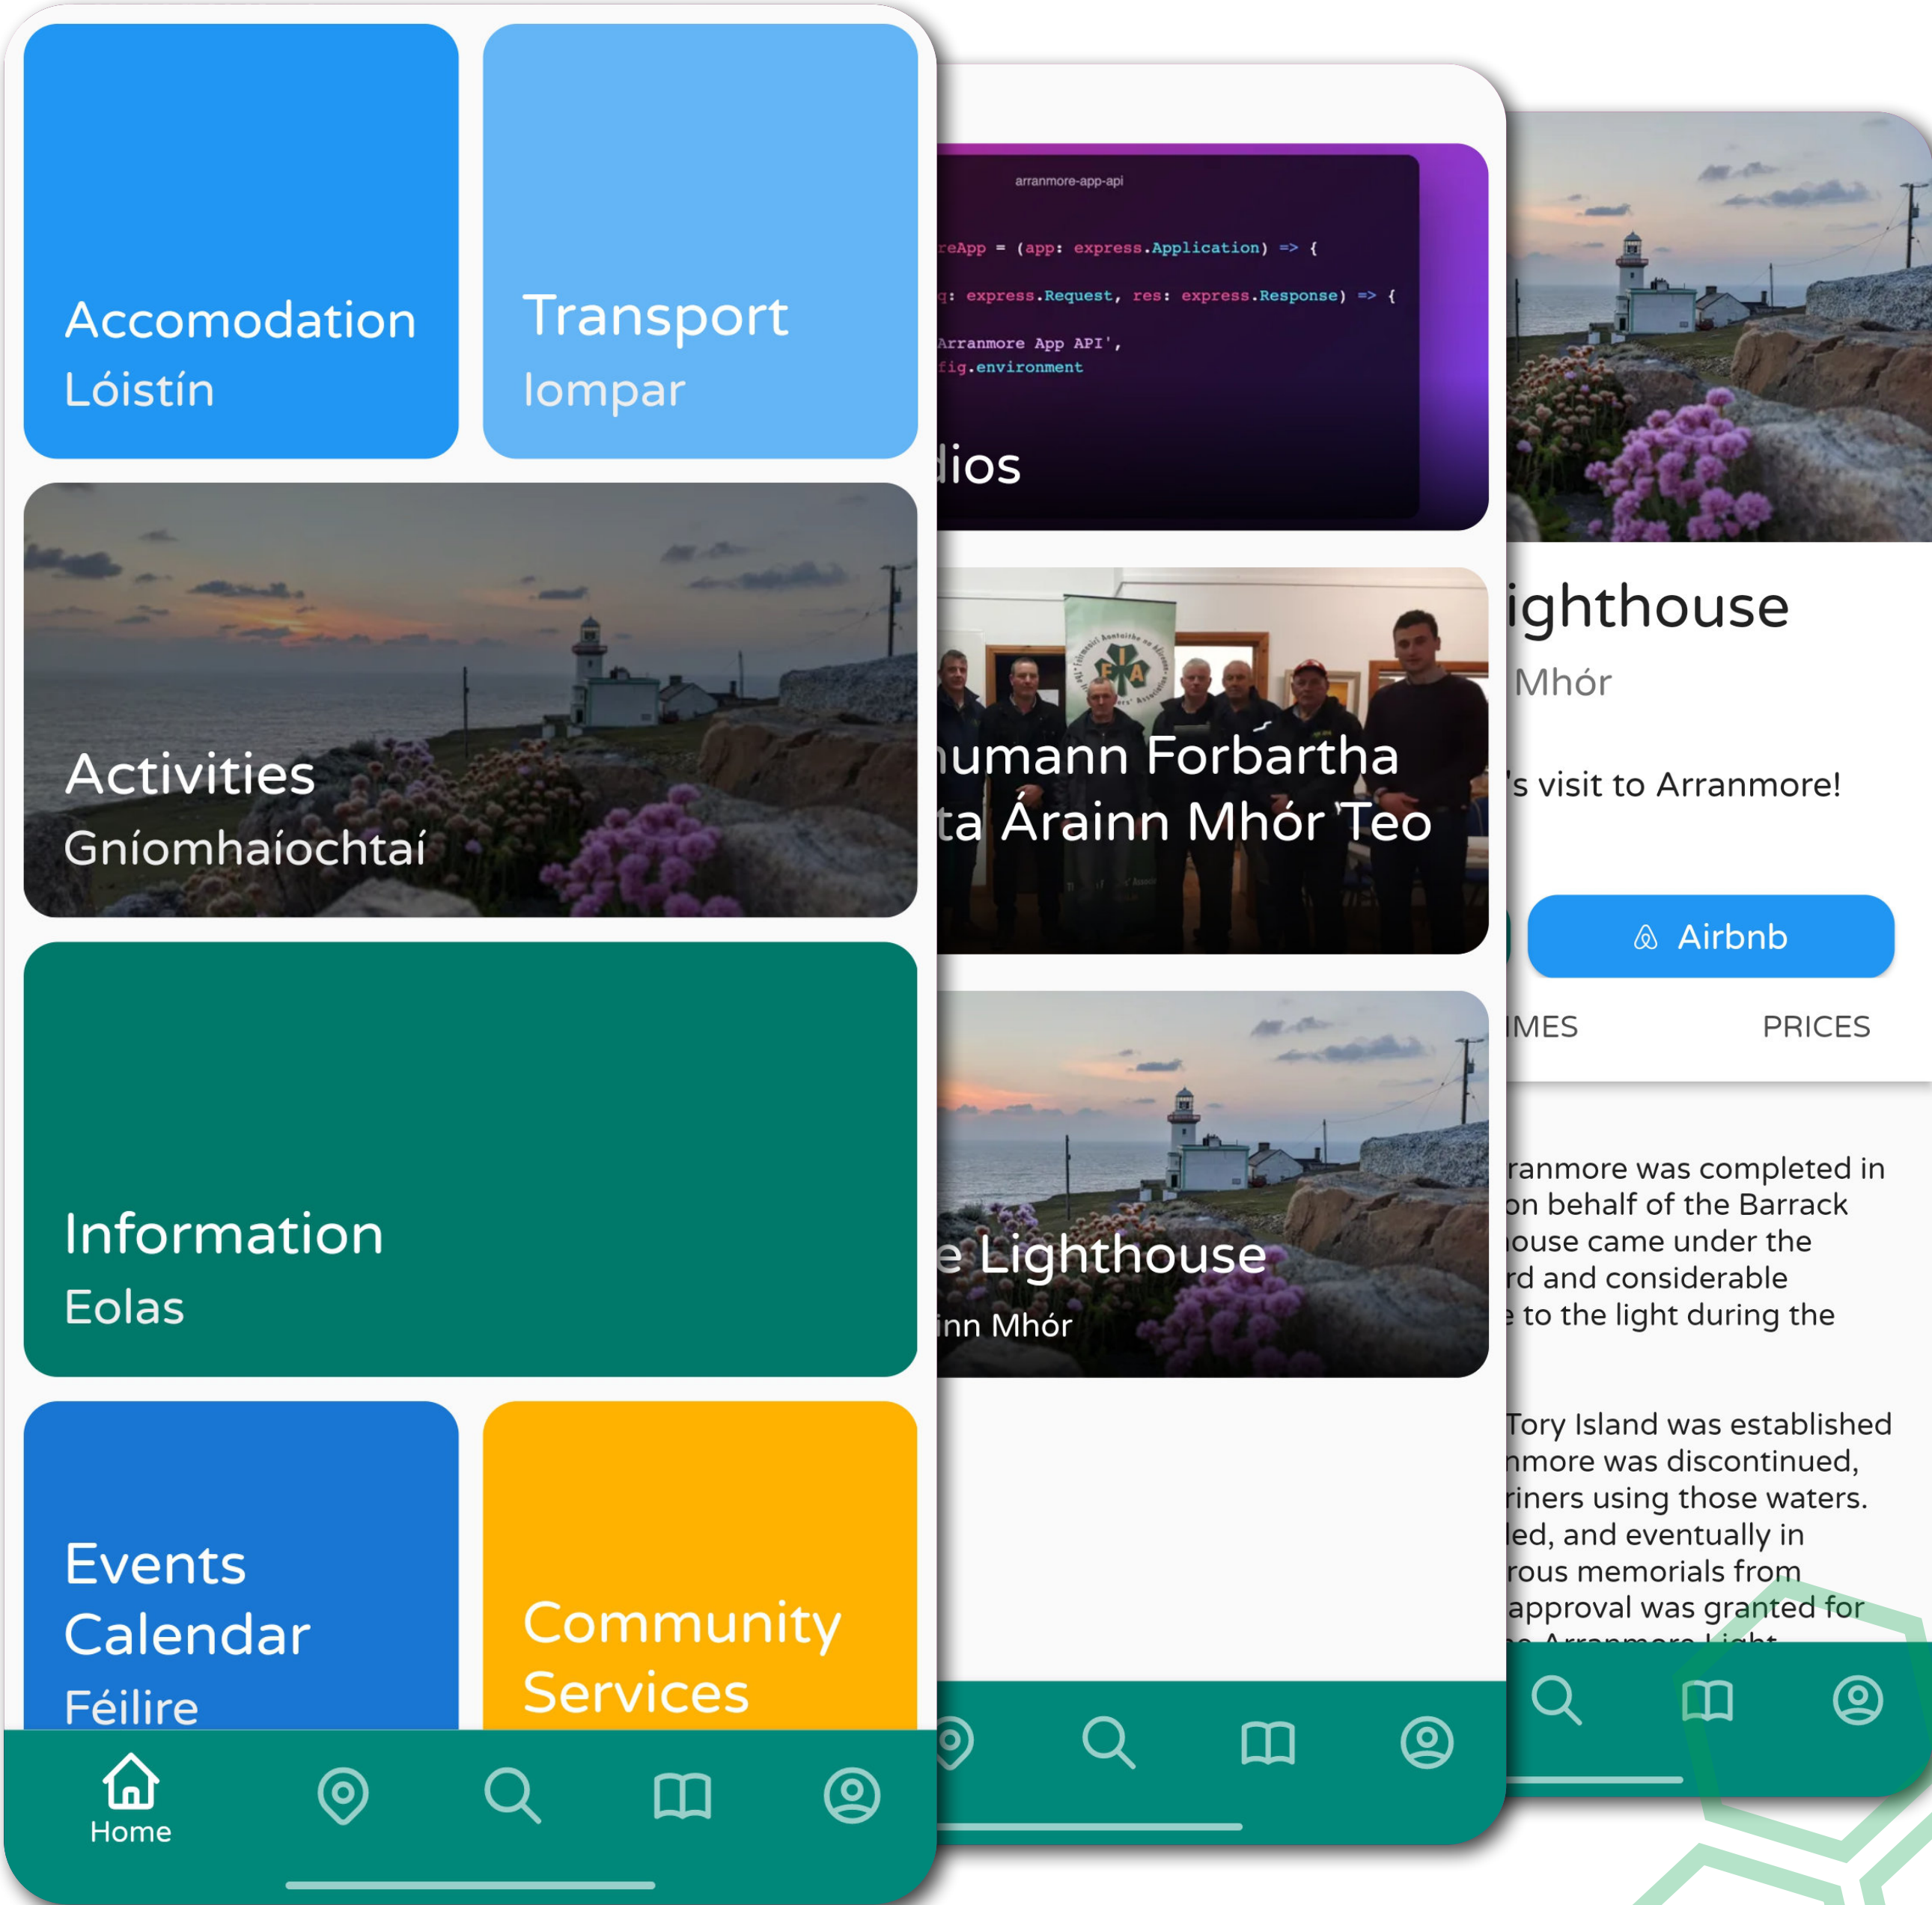 Accomodation
Lóistín
Transport
Iompar
Activities
Gníomhaíochtaí
Information
Eolas
Events
Calendar
Féilire
Community
Services
Home
arranmore-app-api
reApp = (app: express.Application) => {
q: express.Request, res: express.Response) => {
Arranmore App API',
fig.environment
dios
IFA
humann Forbartha
ta Árainn Mhór Teo
e Lighthouse
inn Mhór
ighthouse
Mhór
's visit to Arranmore!
Airbnb
IMES
PRICES
ranmore was completed in
on behalf of the Barrack
house came under the
rd and considerable
e to the light during the
Tory Island was established
nmore was discontinued,
riners using those waters.
led, and eventually in
rous memorials from
approval was granted for
Arranmore Light